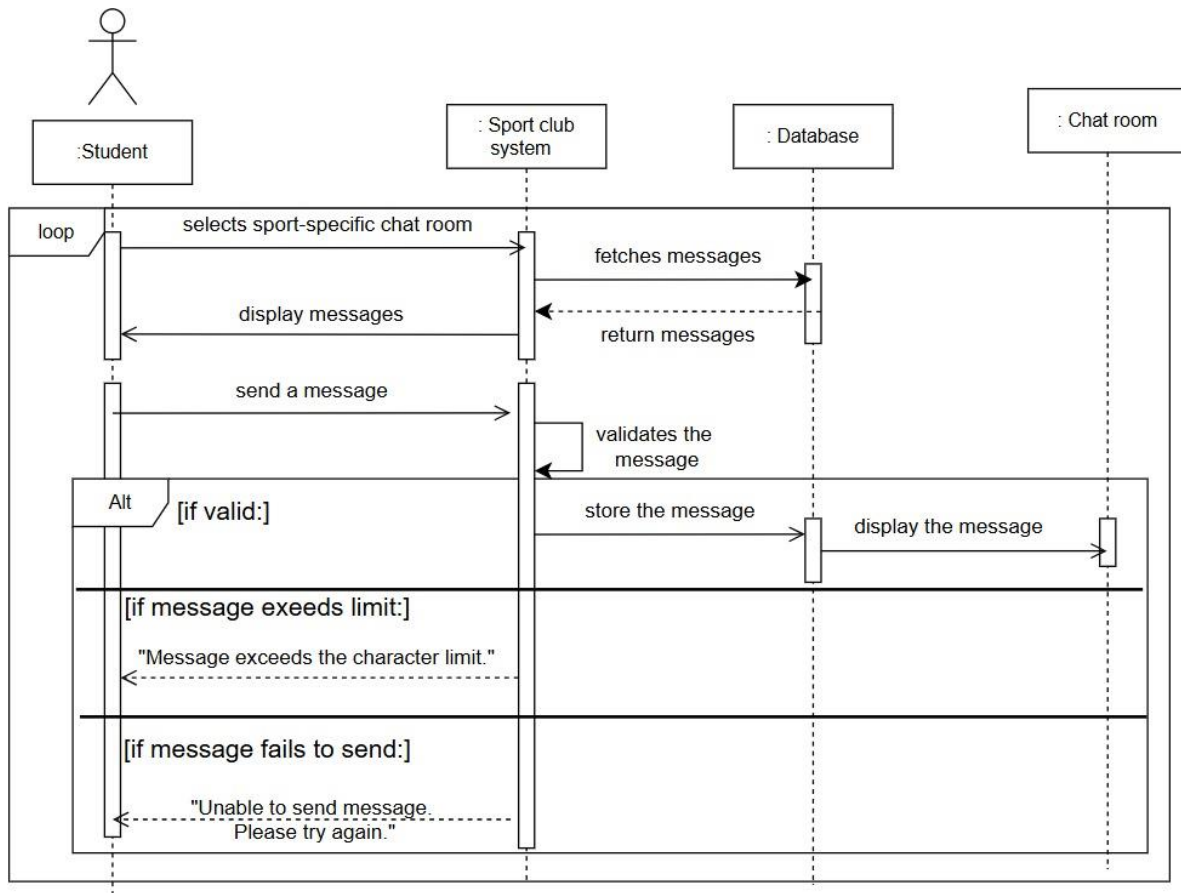 :Student
: Sport club
system
: Database
: Chat room
loop
selects sport-specific chat room
fetches messages
display messages
return messages
send a message
validates the
message
Alt
[if valid:]
store the message
display the message
[if message exeeds limit:]
"Message exceeds the character limit."
[if message fails to send:]
"Unable to send message.
Please try again."